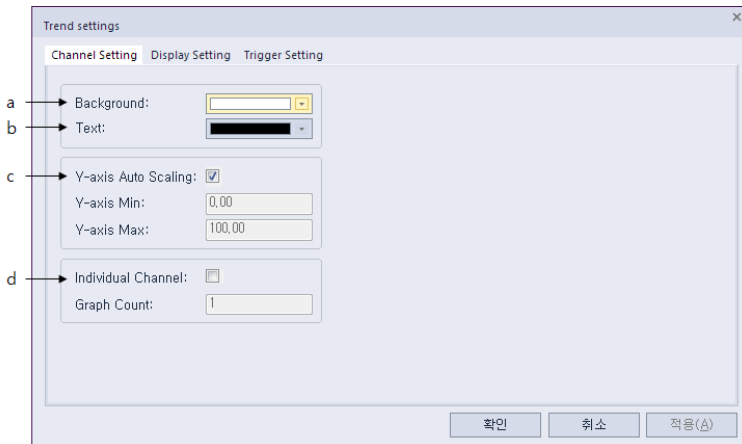 Trend settings
Channel Setting Display Setting Trigger Setting
a Background:
b Text:
c Y-axis Auto Scaling:
Y-axis Min: 0,00
Y-axis Max: 100,00
d Individual Channel:
Graph Count: 1
확인 취소 적용(A)